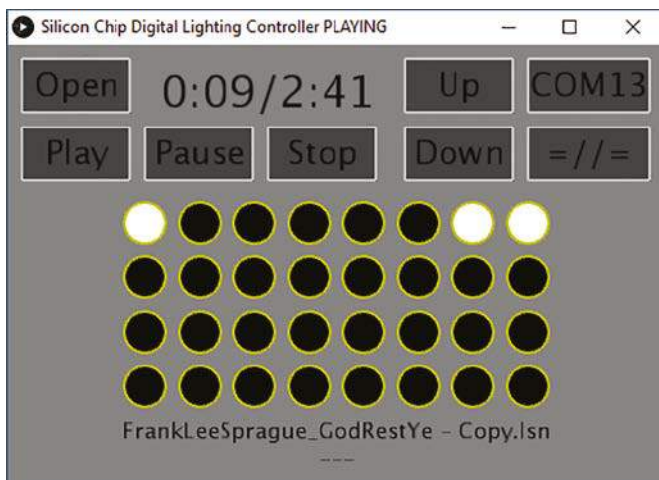 Silicon Chip Digital Lighting Controller PLAYING
Open 0:09/2:41 Up COM13
Play Pause Stop Down =//=
FrankLeeSprague_GodRestYe - Copy.lsn
---